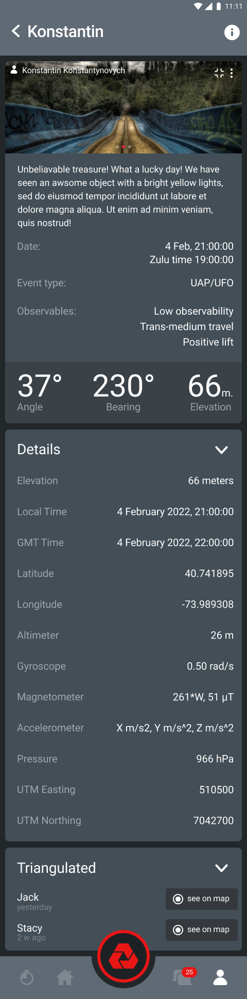 11:11
Konstantin
Konstantin Konstantynovych
Unbeliavable treasure! What a lucky day! We have
seen an awsome object with a bright yellow lights,
sed do eiusmod tempor incididunt ut labore et
dolore magna aliqua. Ut enim ad minim veniam,
quis nostrud!
Date: 4 Feb, 21:00:00
Zulu time 19:00:00
Event type: UAP/UFO
Observables: Low observability
Trans-medium travel
Positive lift
37° 230° 66m.
Angle Bearing Elevation
Details
Elevation 66 meters
Local Time 4 February 2022, 21:00:00
GMT Time 4 February 2022, 22:00:00
Latitude 40.741895
Longitude -73.989308
Altimeter 26 m
Gyroscope 0.50 rad/s
Magnetometer 261*W, 51 μT
Accelerometer X m/s2, Y m/s^2, Z m/s^2
Pressure 966 hPa
UTM Easting 510500
UTM Northing 7042700
Triangulated
Jack see on map
yesterday
Stacy see on map
2 w ago
25